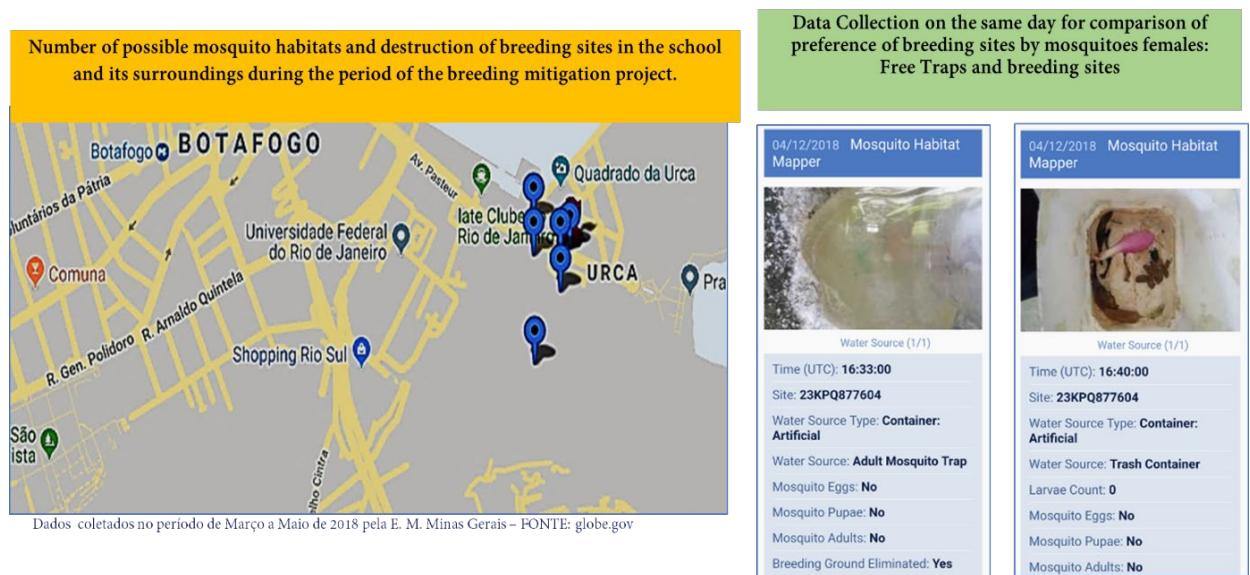 Number of possible mosquito habitats and destruction of breeding sites in the school
and its surroundings during the period of the breeding mitigation project.
Botafogo
BOTAFOGO
luntários da Pátria
Av. Pasteur
Quadrado da Urca
Iate Clube
Rio de Janeiro
Universidade Federal
do Rio de Janeiro
Comuna
URCA
Pra
R. Gen. Polidoro
R. Arnaldo Quintela
Shopping Rio Sul
São
ista
elho Cintra
Dados coletados no período de Março a Maio de 2018 pela E. M. Minas Gerais – FONTE: globe.gov
Data Collection on the same day for comparison of
preference of breeding sites by mosquitoes females:
Free Traps and breeding sites
04/12/2018 Mosquito Habitat
Mapper
Water Source (1/1)
Time (UTC): 16:33:00
Site: 23KPQ877604
Water Source Type: Container:
Artificial
Water Source: Adult Mosquito Trap
Mosquito Eggs: No
Mosquito Pupae: No
Mosquito Adults: No
Breeding Ground Eliminated: Yes
04/12/2018 Mosquito Habitat
Mapper
Water Source (1/1)
Time (UTC): 16:40:00
Site: 23KPQ877604
Water Source Type: Container:
Artificial
Water Source: Trash Container
Larvae Count: 0
Mosquito Eggs: No
Mosquito Pupae: No
Mosquito Adults: No